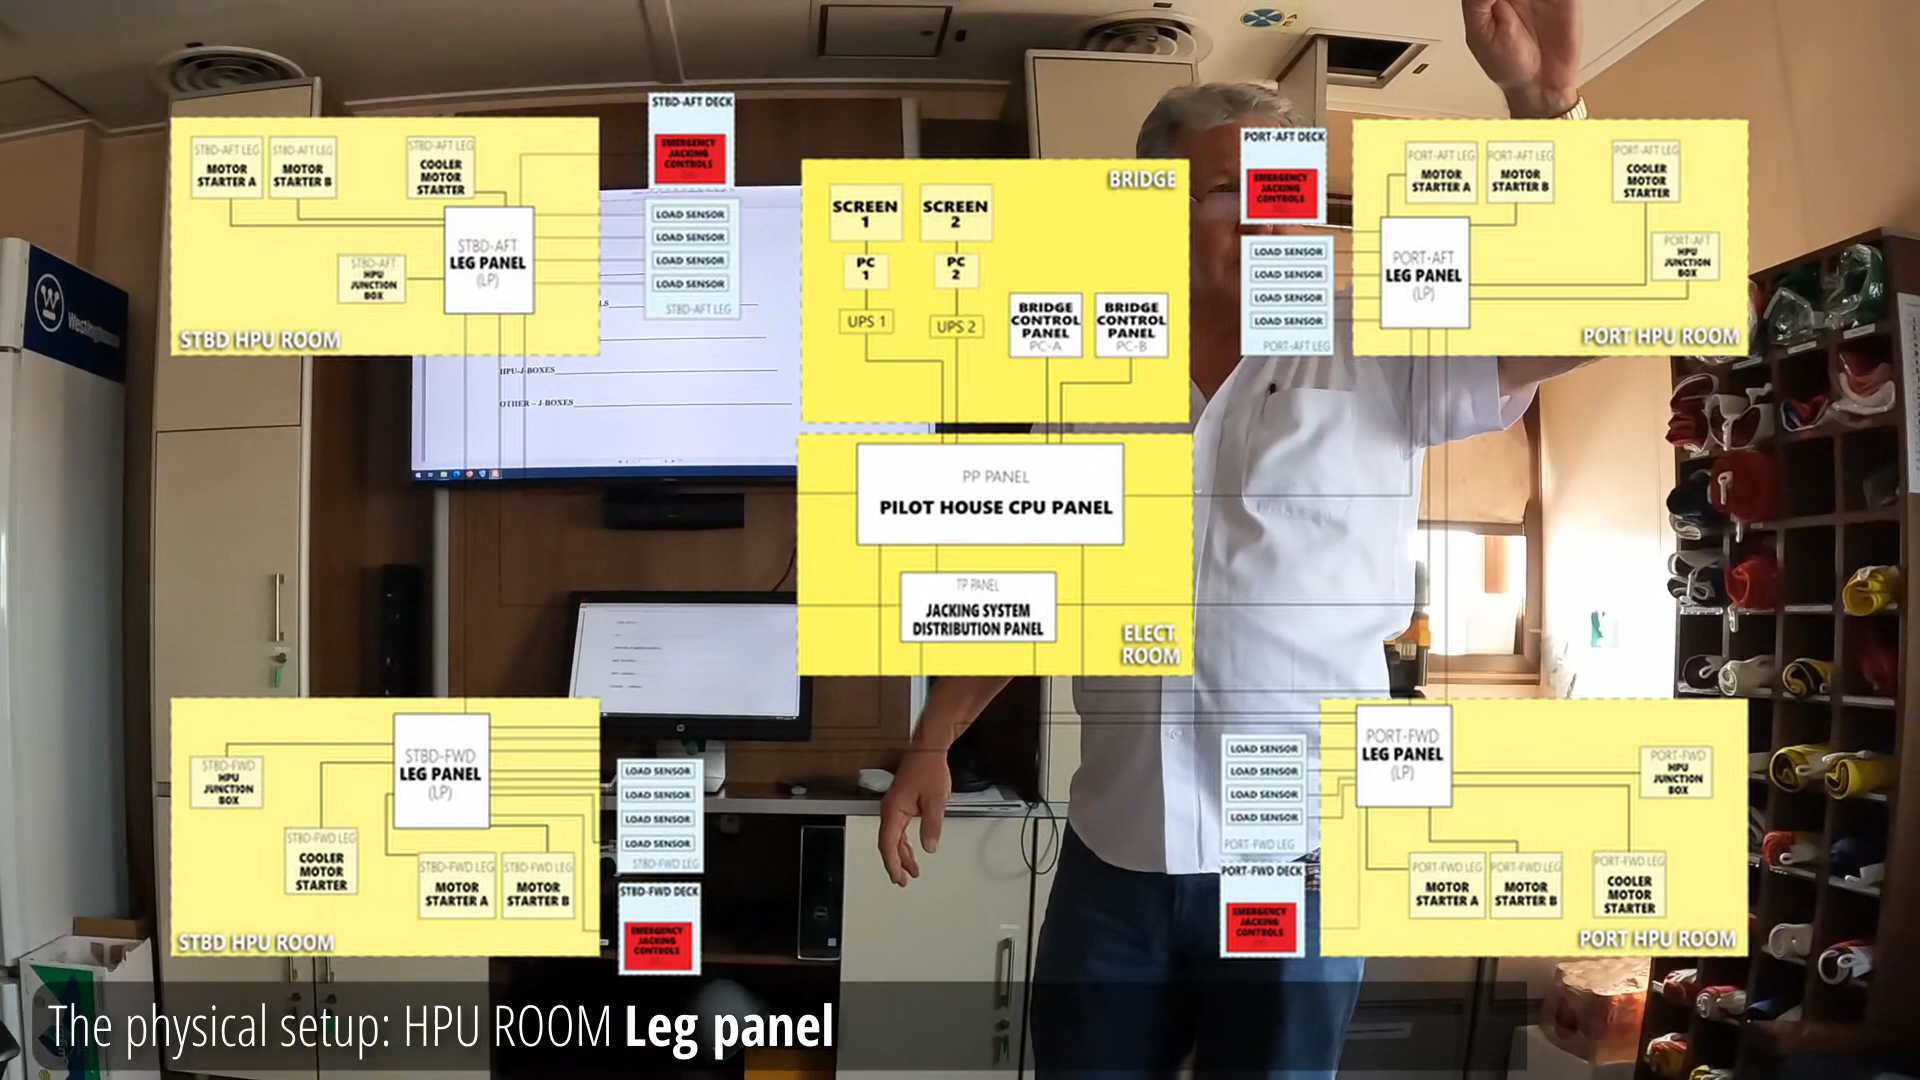 STBD-AFT LEG
MOTOR
STARTER A
STBD-AFT LEG
MOTOR
STARTER B
STBD-AFT LEG
COOLER
MOTOR
STARTER
STBD-AFT
LEG PANEL
(LP)
STBD-AFT
HPU
JUNCTION
BOX
STBD HPU ROOM
STBD-AFT DECK
EMERGENCY
JACKING
CONTROLS
LOAD SENSOR
LOAD SENSOR
LOAD SENSOR
LOAD SENSOR
STBD-AFT LEG
BRIDGE
SCREEN
1
SCREEN
2
PC
1
PC
2
UPS 1
UPS 2
BRIDGE
CONTROL
PANEL
PC-A
BRIDGE
CONTROL
PANEL
PC-B
PORT-AFT DECK
EMERGENCY
JACKING
CONTROLS
LOAD SENSOR
LOAD SENSOR
LOAD SENSOR
LOAD SENSOR
PORT-AFT LEG
PORT-AFT LEG
MOTOR
STARTER A
PORT-AFT LEG
MOTOR
STARTER B
PORT-AFT LEG
COOLER
MOTOR
STARTER
PORT-AFT
LEG PANEL
(LP)
PORT-AFT
HPU
JUNCTION
BOX
PORT HPU ROOM
Westingh
HPU-J-BOXES
OTHER – J-BOXES
PP PANEL
PILOT HOUSE CPU PANEL
TP PANEL
JACKING SYSTEM
DISTRIBUTION PANEL
ELECT.
ROOM
STBD-FWD
LEG PANEL
(LP)
STBD-FWD
HPU
JUNCTION
BOX
STBD-FWD LEG
COOLER
MOTOR
STARTER
STBD-FWD LEG
MOTOR
STARTER A
STBD-FWD LEG
MOTOR
STARTER B
STBD HPU ROOM
LOAD SENSOR
LOAD SENSOR
LOAD SENSOR
LOAD SENSOR
STBD-FWD LEG
STBD-FWD DECK
EMERGENCY
JACKING
CONTROLS
LOAD SENSOR
LOAD SENSOR
LOAD SENSOR
LOAD SENSOR
PORT-FWD LEG
PORT-FWD DECK
EMERGENCY
JACKING
CONTROLS
PORT-FWD
LEG PANEL
(LP)
PORT-FWD
HPU
JUNCTION
BOX
PORT-FWD LEG
MOTOR
STARTER A
PORT-FWD LEG
MOTOR
STARTER B
PORT-FWD LEG
COOLER
MOTOR
STARTER
PORT HPU ROOM
The physical setup: HPU ROOM Leg panel